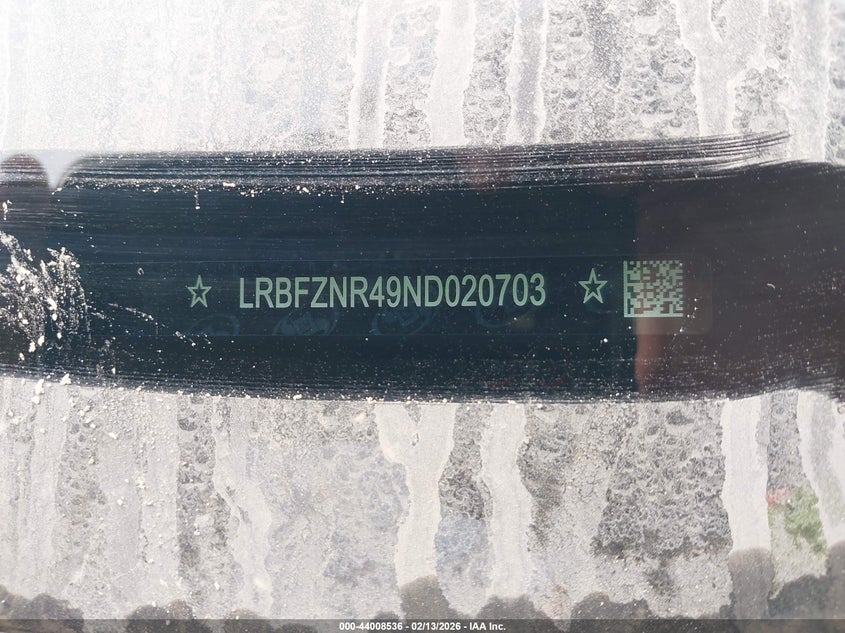 ☆ LRBFZNR49ND020703 ☆
000-44008536 - 02/13/2026 - IAA Inc.